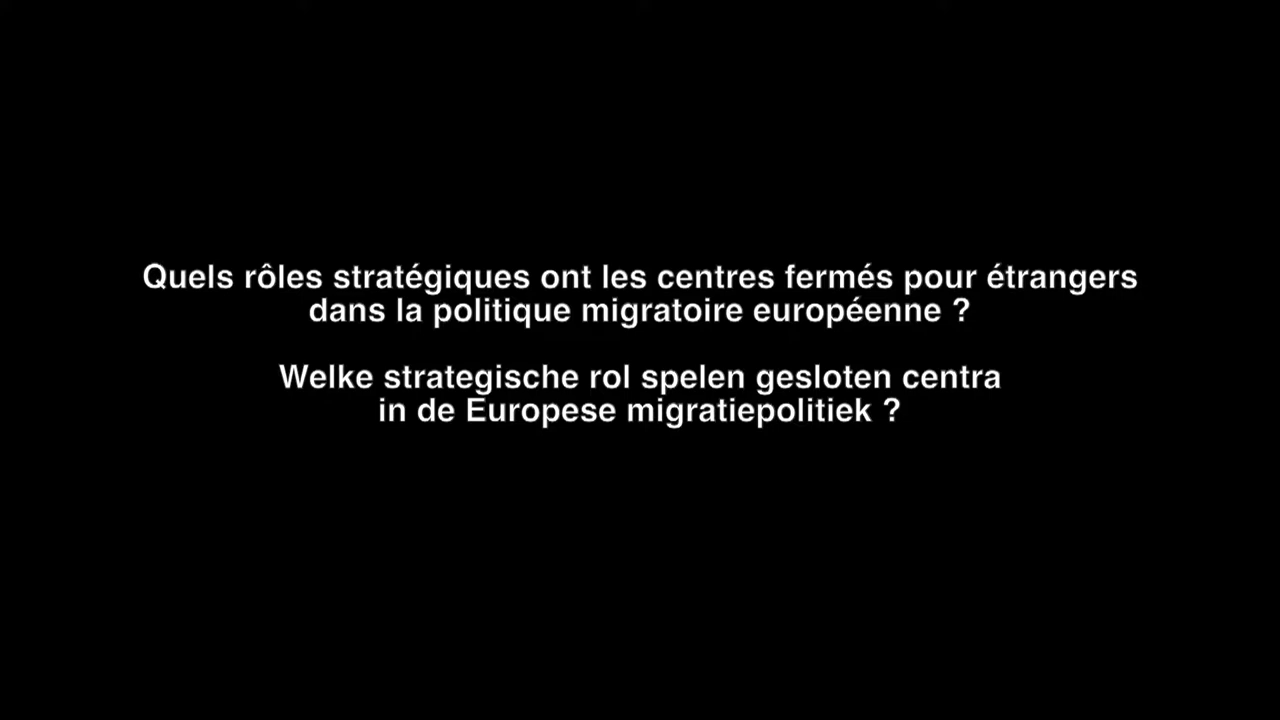 Quels rôles stratégiques ont les centres fermés pour étrangers
dans la politique migratoire européenne ?
Welke strategische rol spelen gesloten centra
in de Europese migratiepolitiek ?